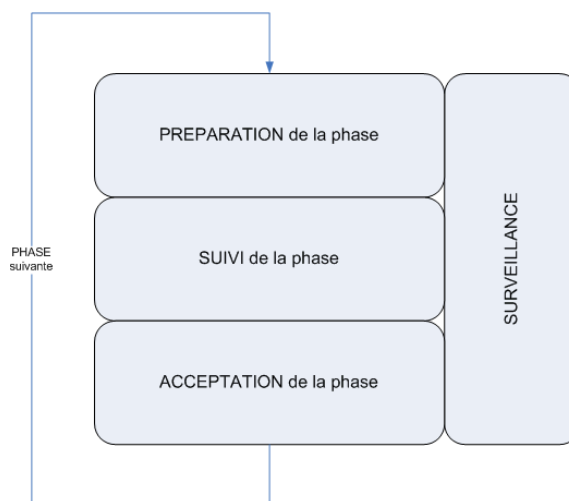 PREPARATION de la phase
SUIVI de la phase
ACCEPTATION de la phase
SURVEILLANCE
PHASE
suivante